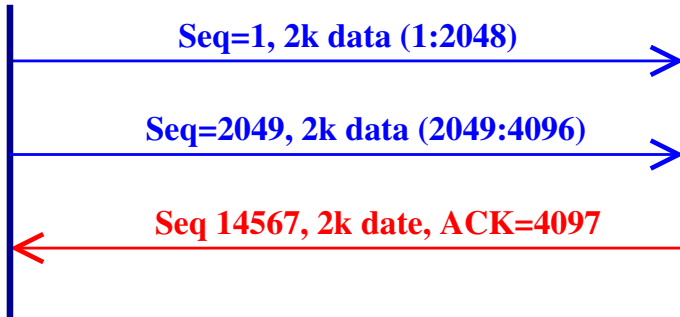 Seq=1, 2k data (1:2048)
Seq=2049, 2k data (2049:4096)
Seq 14567, 2k date, ACK=4097